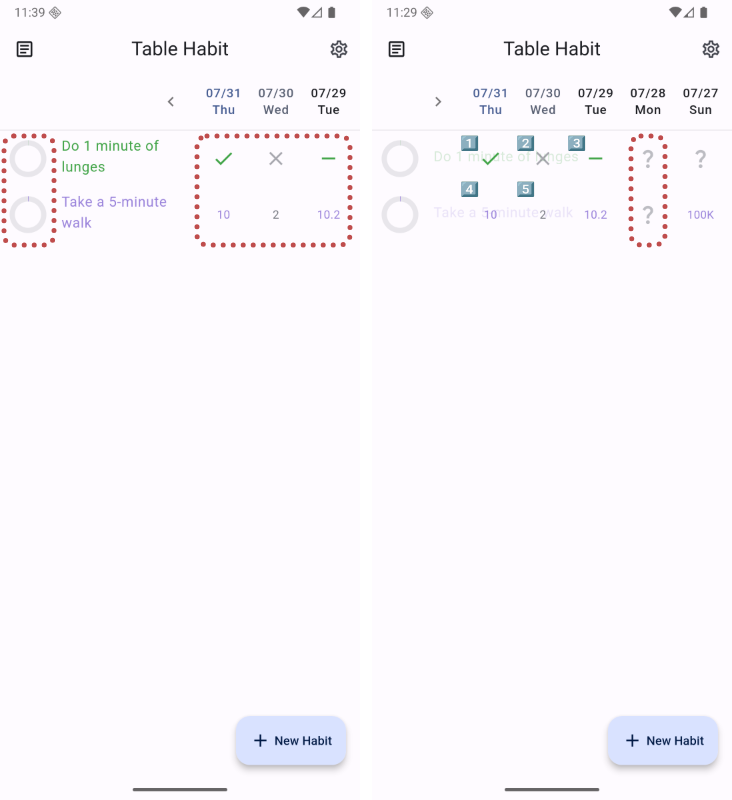 11:39
Table Habit
07/31 07/30 07/29
Thu Wed Tue
Do 1 minute of
lunges
Take a 5-minute
walk
10 2 10.2
+ New Habit
11:29
Table Habit
07/31 07/30 07/29 07/28 07/27
Thu Wed Tue Mon Sun
1 2 3
Do 1 minute of lunges ? ?
4 5
Take a 5-minute walk
10 2 10.2 ? 100K
+ New Habit